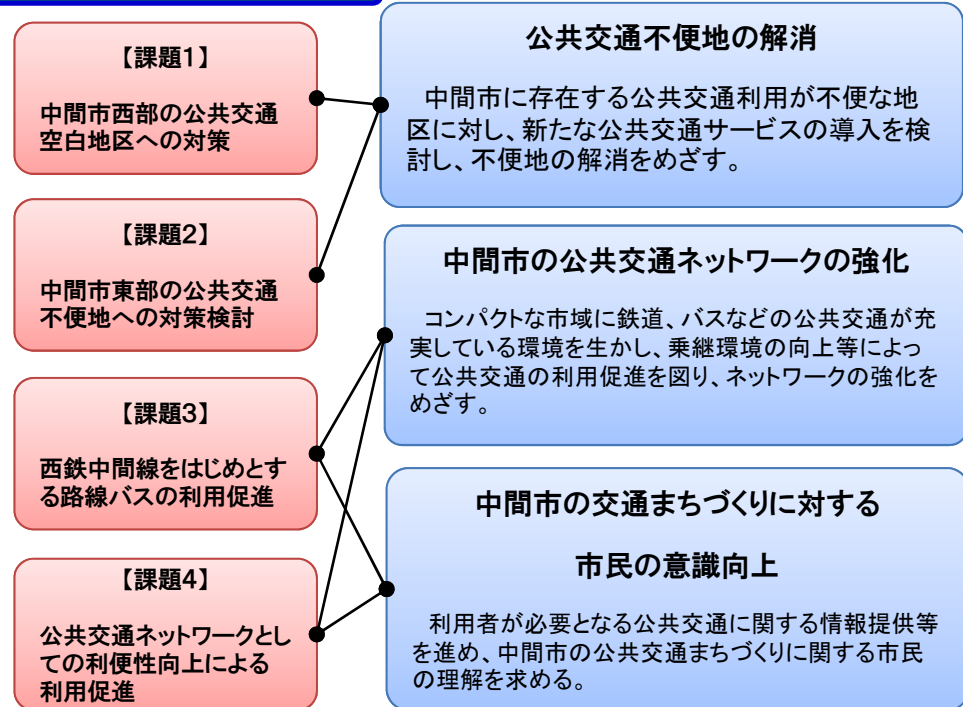 【課題1】
中間市西部の公共交通
空白地区への対策
【課題2】
中間市東部の公共交通
不便地への対策検討
【課題3】
西鉄中間線をはじめとす
る路線バスの利用促進
【課題4】
公共交通ネットワークとし
ての利便性向上による
利用促進
公共交通不便地の解消
中間市に存在する公共交通利用が不便な地
区に対し、新たな公共交通サービスの導入を検
討し、不便地の解消をめざす。
中間市の公共交通ネットワークの強化
コンパクトな市域に鉄道、バスなどの公共交通が充
実している環境を生かし、乗継環境の向上等によっ
て公共交通の利用促進を図り、ネットワークの強化を
めざす。
中間市の交通まちづくりに対する
市民の意識向上
利用者が必要となる公共交通に関する情報提供等
を進め、中間市の公共交通まちづくりに関する市民
の理解を求める。